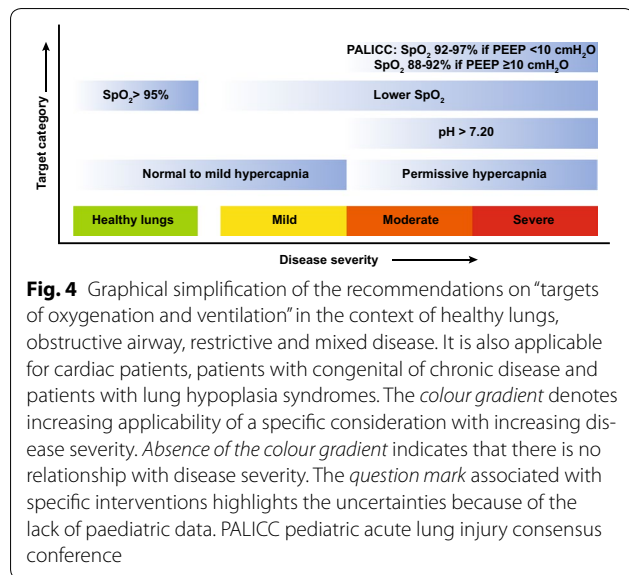 Target category
PALICC: SpO₂ 92-97% if PEEP <10 cmH₂O
SpO₂ 88-92% if PEEP ≥10 cmH₂O
SpO₂> 95%
Lower SpO₂
pH > 7.20
Normal to mild hypercapnia
Permissive hypercapnia
Healthy lungs
Mild
Moderate
Severe
Disease severity
Fig. 4 Graphical simplification of the recommendations on “targets
of oxygenation and ventilation” in the context of healthy lungs,
obstructive airway, restrictive and mixed disease. It is also applicable
for cardiac patients, patients with congenital of chronic disease and
patients with lung hypoplasia syndromes. The colour gradient denotes
increasing applicability of a specific consideration with increasing dis-
ease severity. Absence of the colour gradient indicates that there is no
relationship with disease severity. The question mark associated with
specific interventions highlights the uncertainties because of the
lack of paediatric data. PALICC pediatric acute lung injury consensus
conference